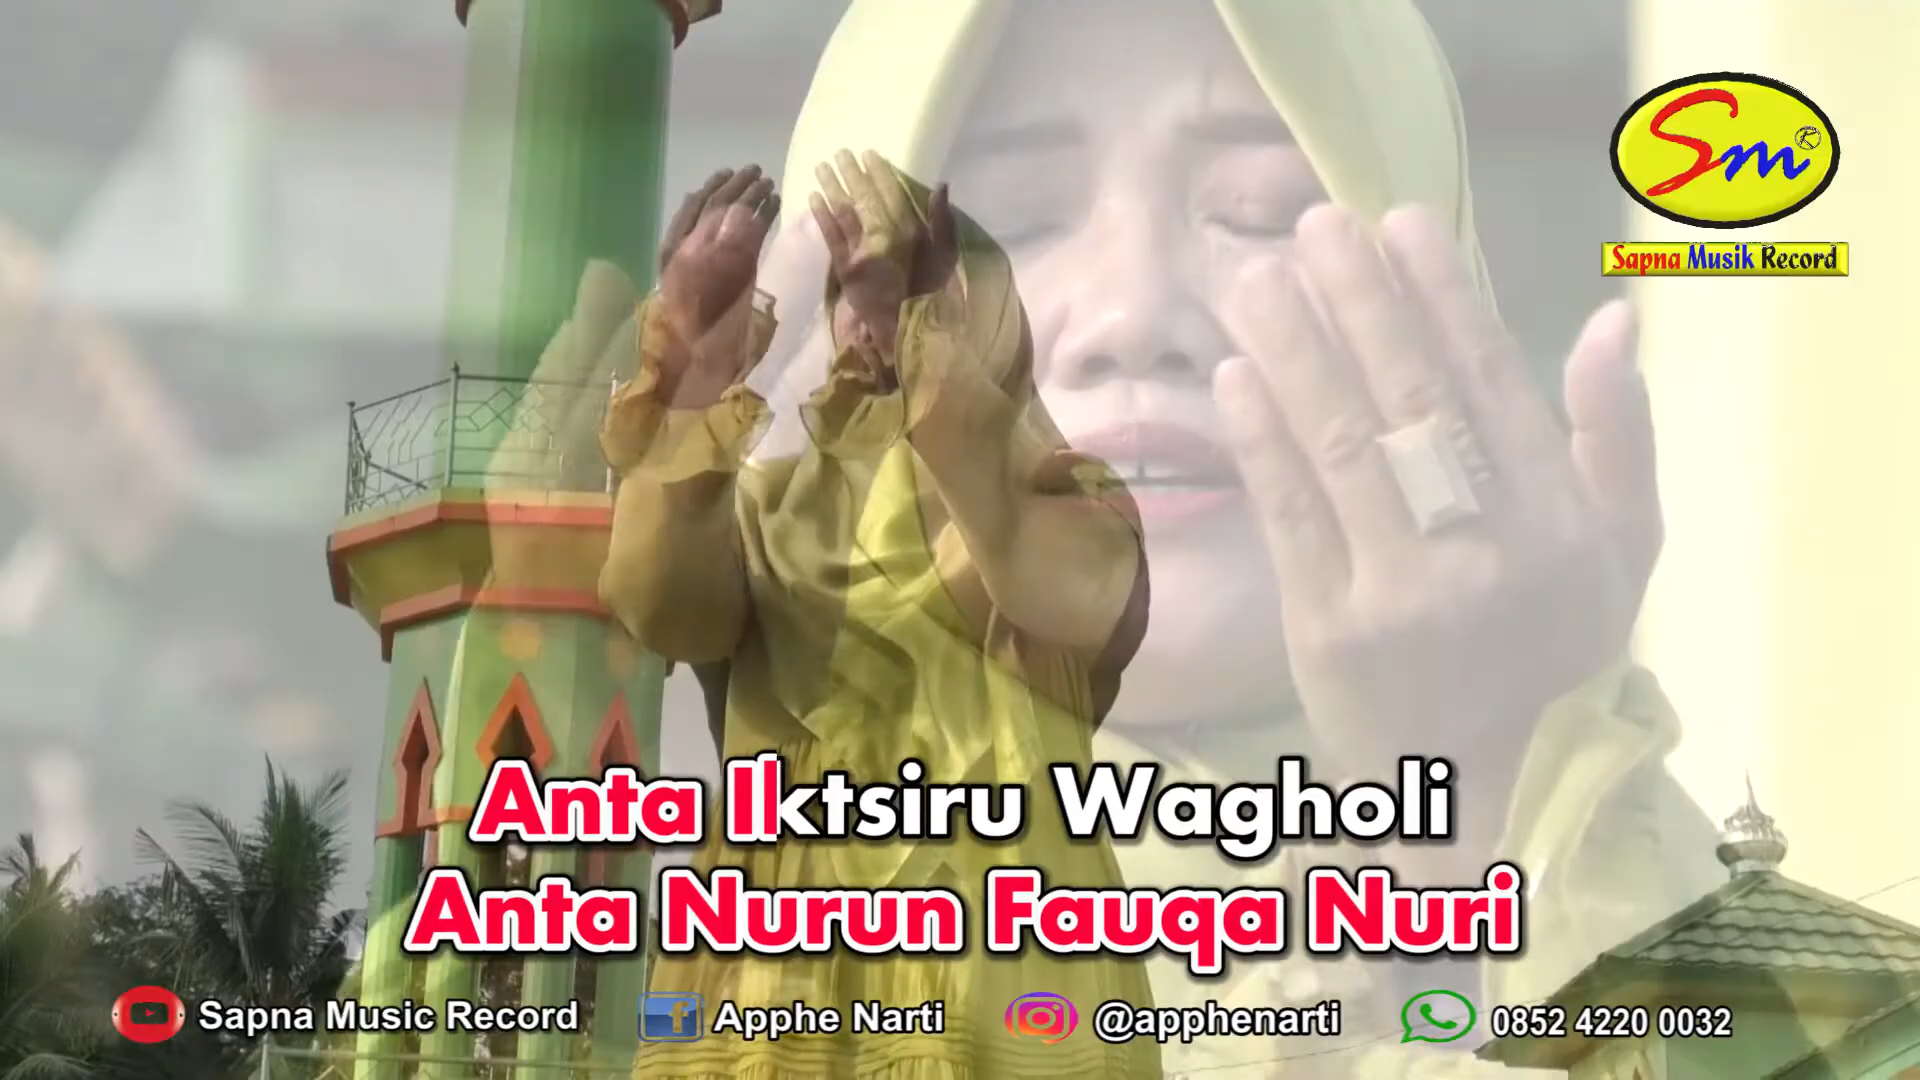 Sm
Sapna Musik Record
Anta Iktsiru Wagholi
Anta Nurun Fauqa Nuri
Sapna Music Record
Apphe Narti
@apphenarti
0852 4220 0032